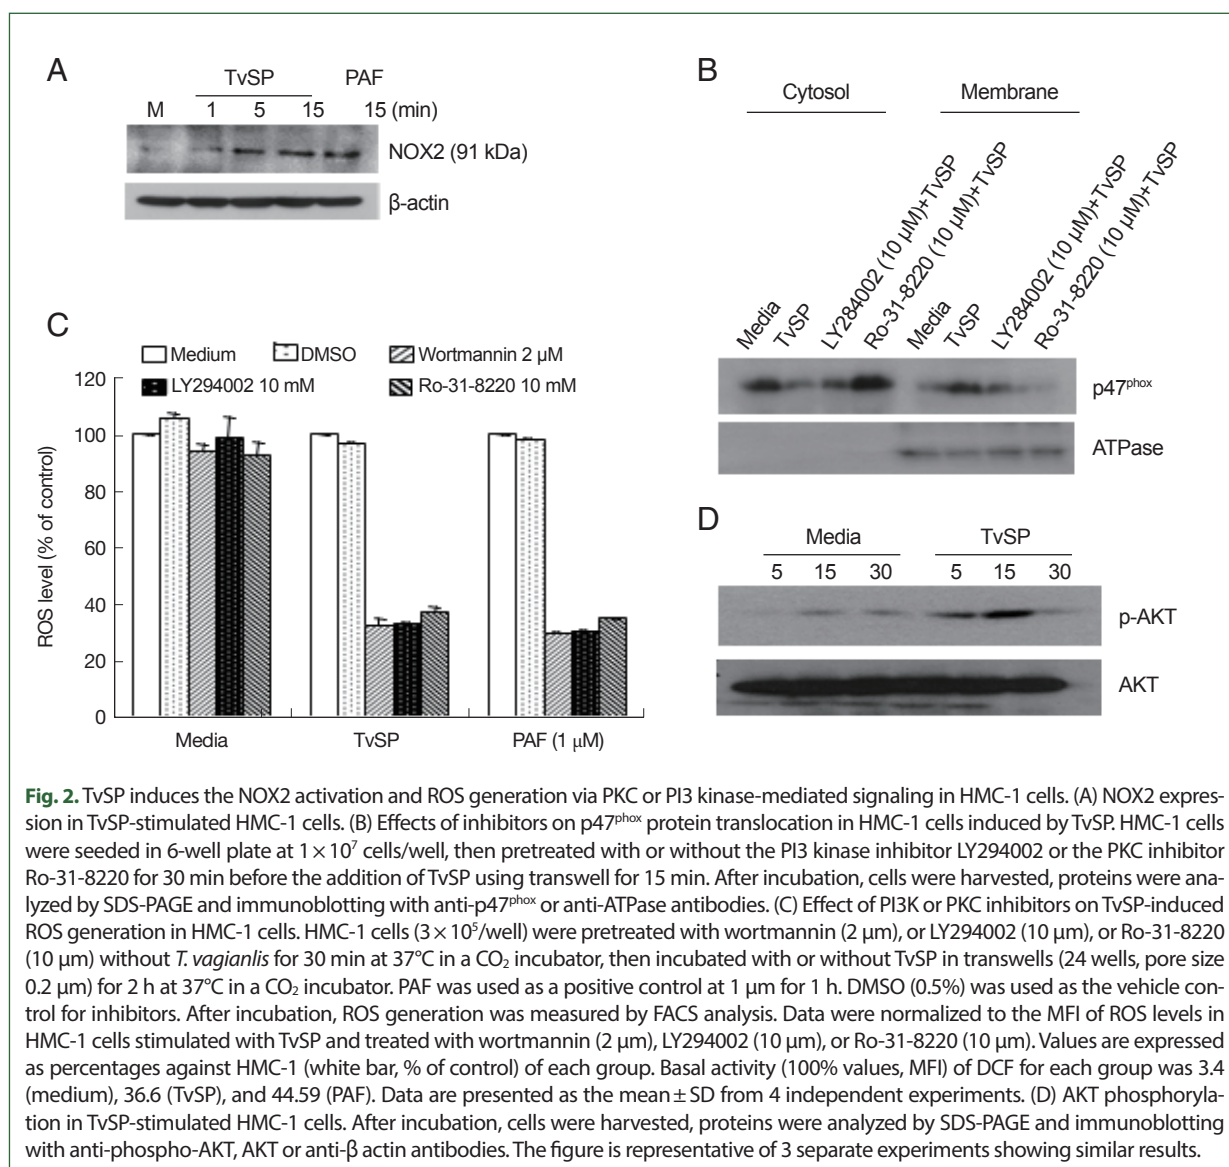 A
TvSP PAF
M 1 5 15 15 (min)
NOX2 (91 kDa)
β-actin
B
Cytosol Membrane
Media
TvSP
LY284002 (10 μM)+TvSP
Ro-31-8220 (10 μM)+TvSP
Media
TvSP
LY284002 (10 μM)+TvSP
Ro-31-8220 (10 μM)+TvSP
p47phox
ATPase
C
Medium DMSO Wortmannin 2 μM
LY294002 10 mM Ro-31-8220 10 mM
ROS level (% of control)
120
100
80
60
40
20
0
Media TvSP PAF (1 μM)
D
Media TvSP
5 15 30 5 15 30
p-AKT
AKT
Fig. 2. TvSP induces the NOX2 activation and ROS generation via PKC or PI3 kinase-mediated signaling in HMC-1 cells. (A) NOX2 expres-
sion in TvSP-stimulated HMC-1 cells. (B) Effects of inhibitors on p47phox protein translocation in HMC-1 cells induced by TvSP. HMC-1 cells
were seeded in 6-well plate at 1×10⁷ cells/well, then pretreated with or without the PI3 kinase inhibitor LY294002 or the PKC inhibitor
Ro-31-8220 for 30 min before the addition of TvSP using transwell for 15 min. After incubation, cells were harvested, proteins were ana-
lyzed by SDS-PAGE and immunoblotting with anti-p47phox or anti-ATPase antibodies. (C) Effect of PI3K or PKC inhibitors on TvSP-induced
ROS generation in HMC-1 cells. HMC-1 cells (3×10⁵/well) were pretreated with wortmannin (2 μm), or LY294002 (10 μm), or Ro-31-8220
(10 μm) without T. vagianlis for 30 min at 37°C in a CO₂ incubator, then incubated with or without TvSP in transwells (24 wells, pore size
0.2 μm) for 2 h at 37°C in a CO₂ incubator. PAF was used as a positive control at 1 μm for 1 h. DMSO (0.5%) was used as the vehicle con-
trol for inhibitors. After incubation, ROS generation was measured by FACS analysis. Data were normalized to the MFI of ROS levels in
HMC-1 cells stimulated with TvSP and treated with wortmannin (2 μm), LY294002 (10 μm), or Ro-31-8220 (10 μm). Values are expressed
as percentages against HMC-1 (white bar, % of control) of each group. Basal activity (100% values, MFI) of DCF for each group was 3.4
(medium), 36.6 (TvSP), and 44.59 (PAF). Data are presented as the mean±SD from 4 independent experiments. (D) AKT phosphoryla-
tion in TvSP-stimulated HMC-1 cells. After incubation, cells were harvested, proteins were analyzed by SDS-PAGE and immunoblotting
with anti-phospho-AKT, AKT or anti-β actin antibodies. The figure is representative of 3 separate experiments showing similar results.